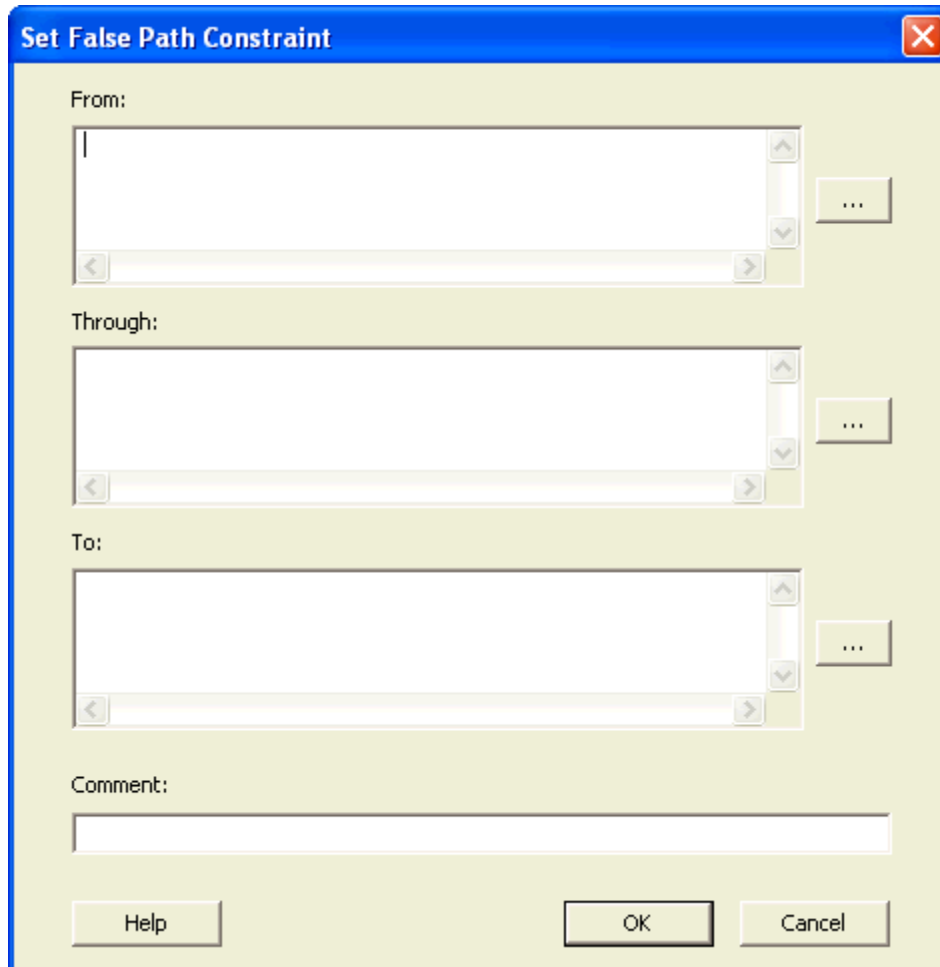 Set False Path Constraint
From:
...
Through:
...
To:
...
Comment:
Help
OK
Cancel